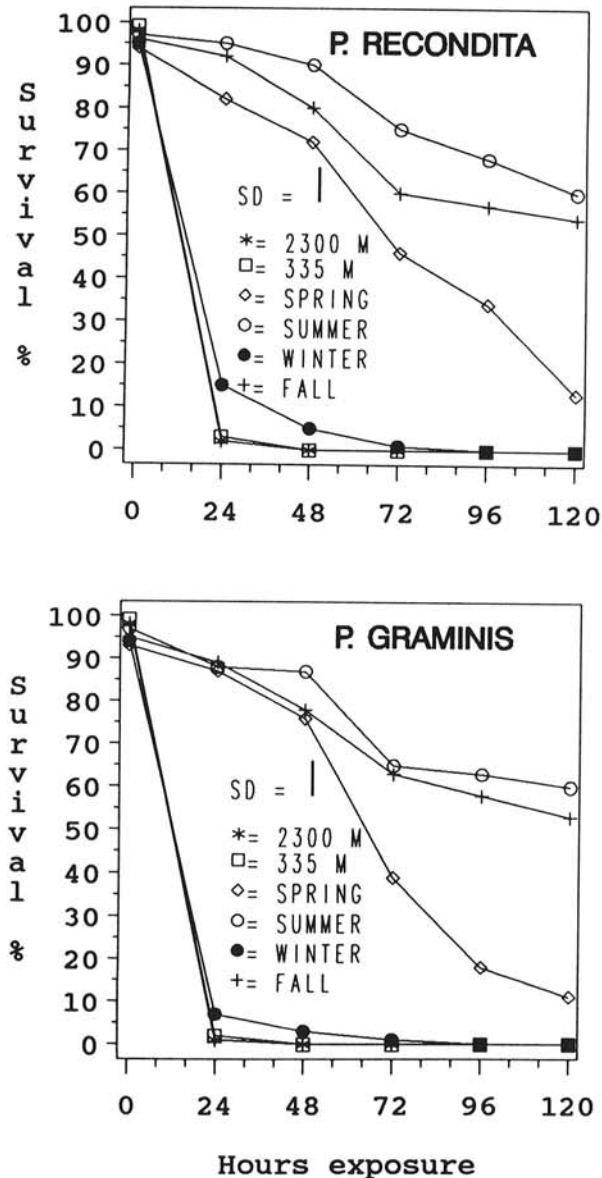 P. RECONDITA
Survival %
100
90
80
70
60
50
40
30
20
10
0
SD =
*= 2300 M
□= 335 M
◇= SPRING
○= SUMMER
●= WINTER
+= FALL
0 24 48 72 96 120
P. GRAMINIS
Survival %
100
90
80
70
60
50
40
30
20
10
0
SD =
*= 2300 M
□= 335 M
◇= SPRING
○= SUMMER
●= WINTER
+= FALL
0 24 48 72 96 120
Hours exposure